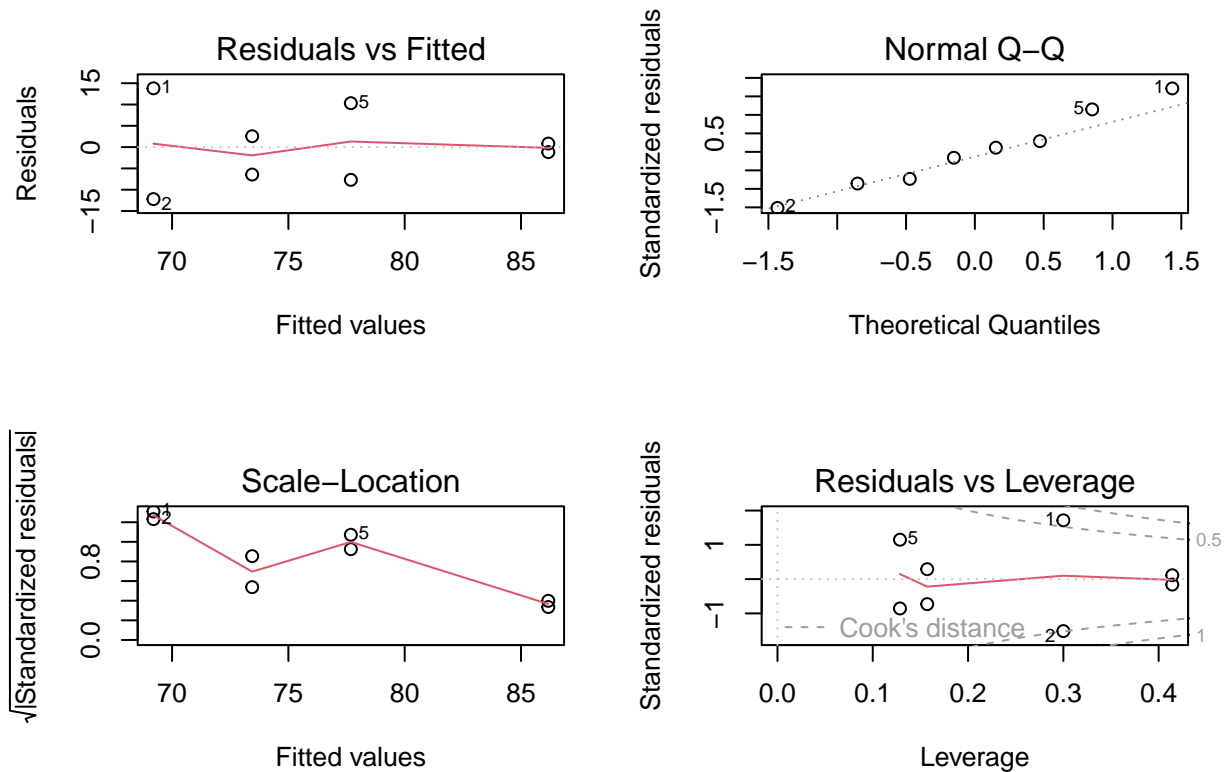 Residuals vs Fitted
Residuals
15
0
−15
1
2
5
70 75 80 85
Fitted values
Normal Q−Q
Standardized residuals
0.5
−1.5
2
5
1
−1.5 −0.5 0.0 0.5 1.0 1.5
Theoretical Quantiles
Scale−Location
√|Standardized residuals|
0.8
0.0
1
2
5
70 75 80 85
Fitted values
Residuals vs Leverage
Standardized residuals
1
−1
5
1
2
0.5
1
Cook's distance
0.0 0.1 0.2 0.3 0.4
Leverage